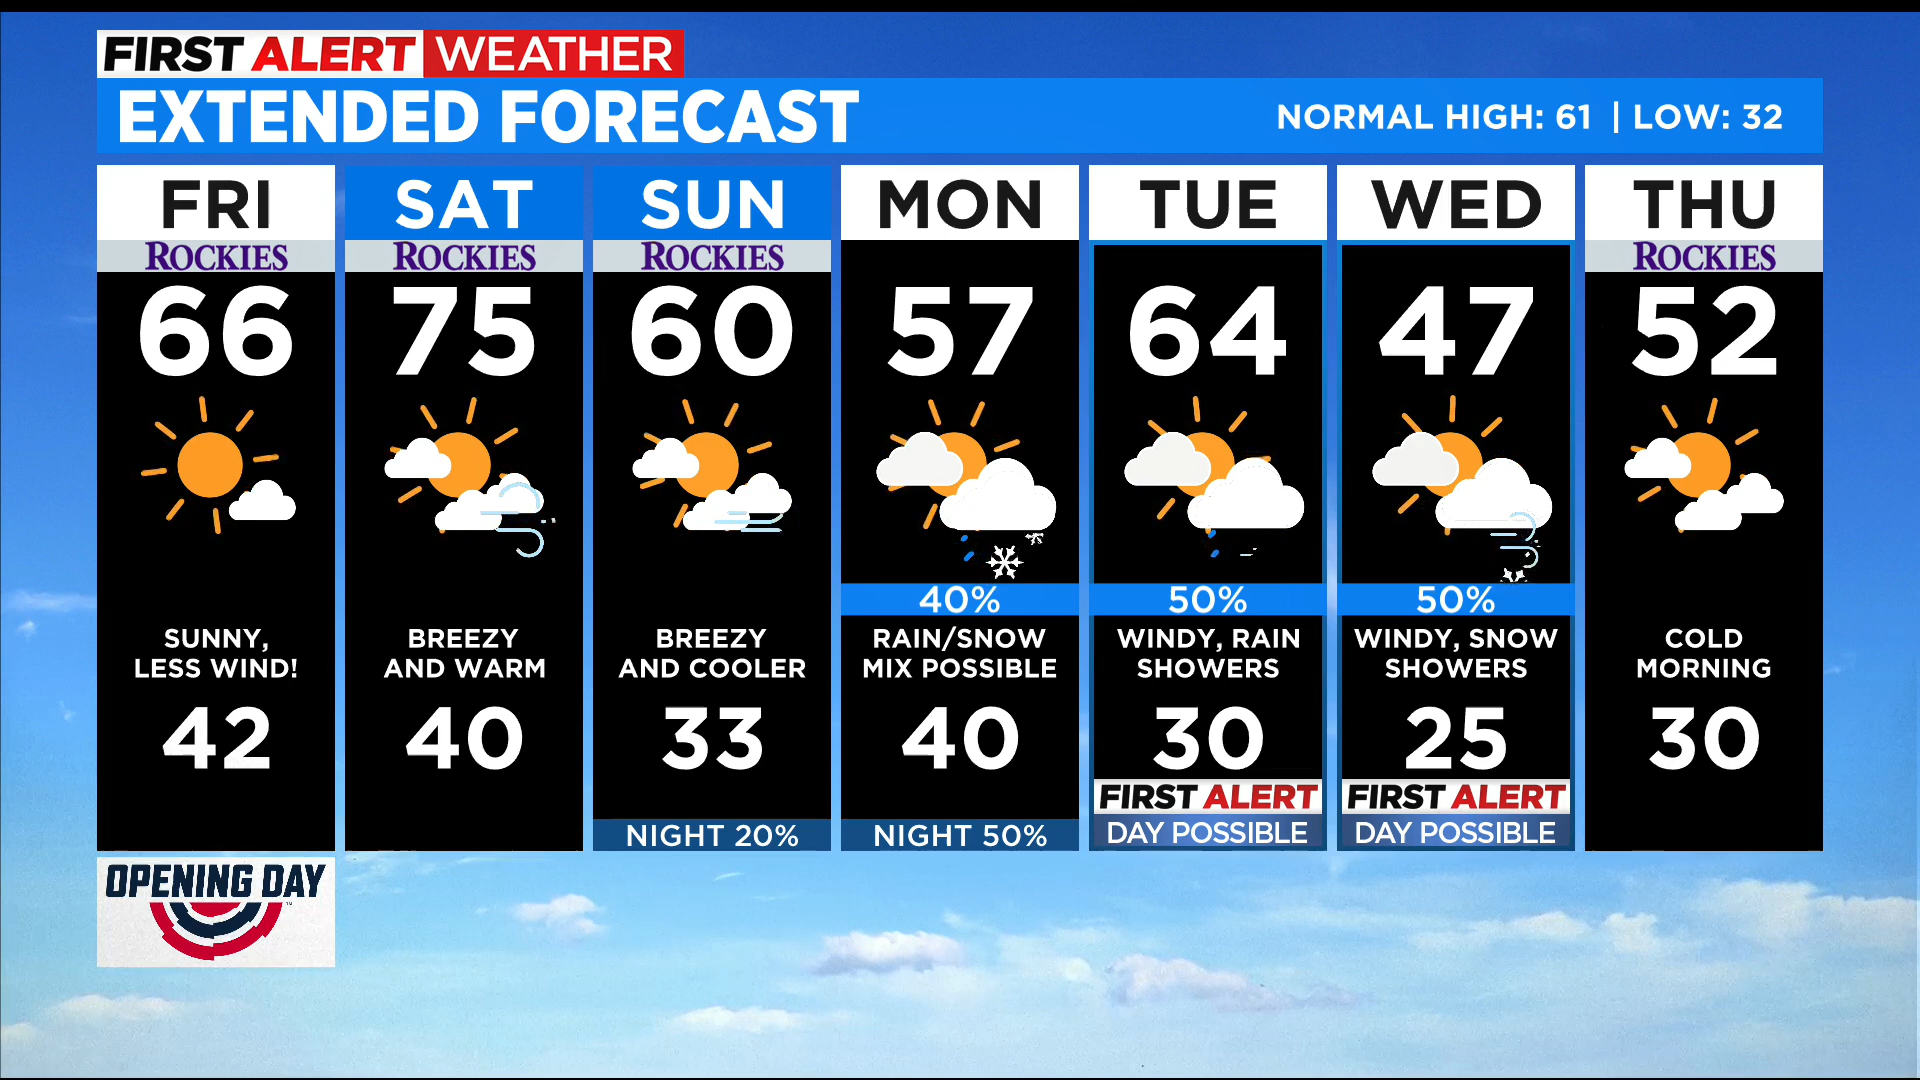 FIRST ALERT WEATHER
EXTENDED FORECAST
NORMAL HIGH: 61 | LOW: 32
FRI
ROCKIES
66
SUNNY,
LESS WIND!
42
OPENING DAY
SAT
ROCKIES
75
BREEZY
AND WARM
40
SUN
ROCKIES
60
BREEZY
AND COOLER
33
NIGHT 20%
MON
57
40%
RAIN/SNOW
MIX POSSIBLE
40
NIGHT 50%
TUE
64
50%
WINDY, RAIN
SHOWERS
30
FIRST ALERT
DAY POSSIBLE
WED
47
50%
WINDY, SNOW
SHOWERS
25
FIRST ALERT
DAY POSSIBLE
THU
ROCKIES
52
COLD
MORNING
30